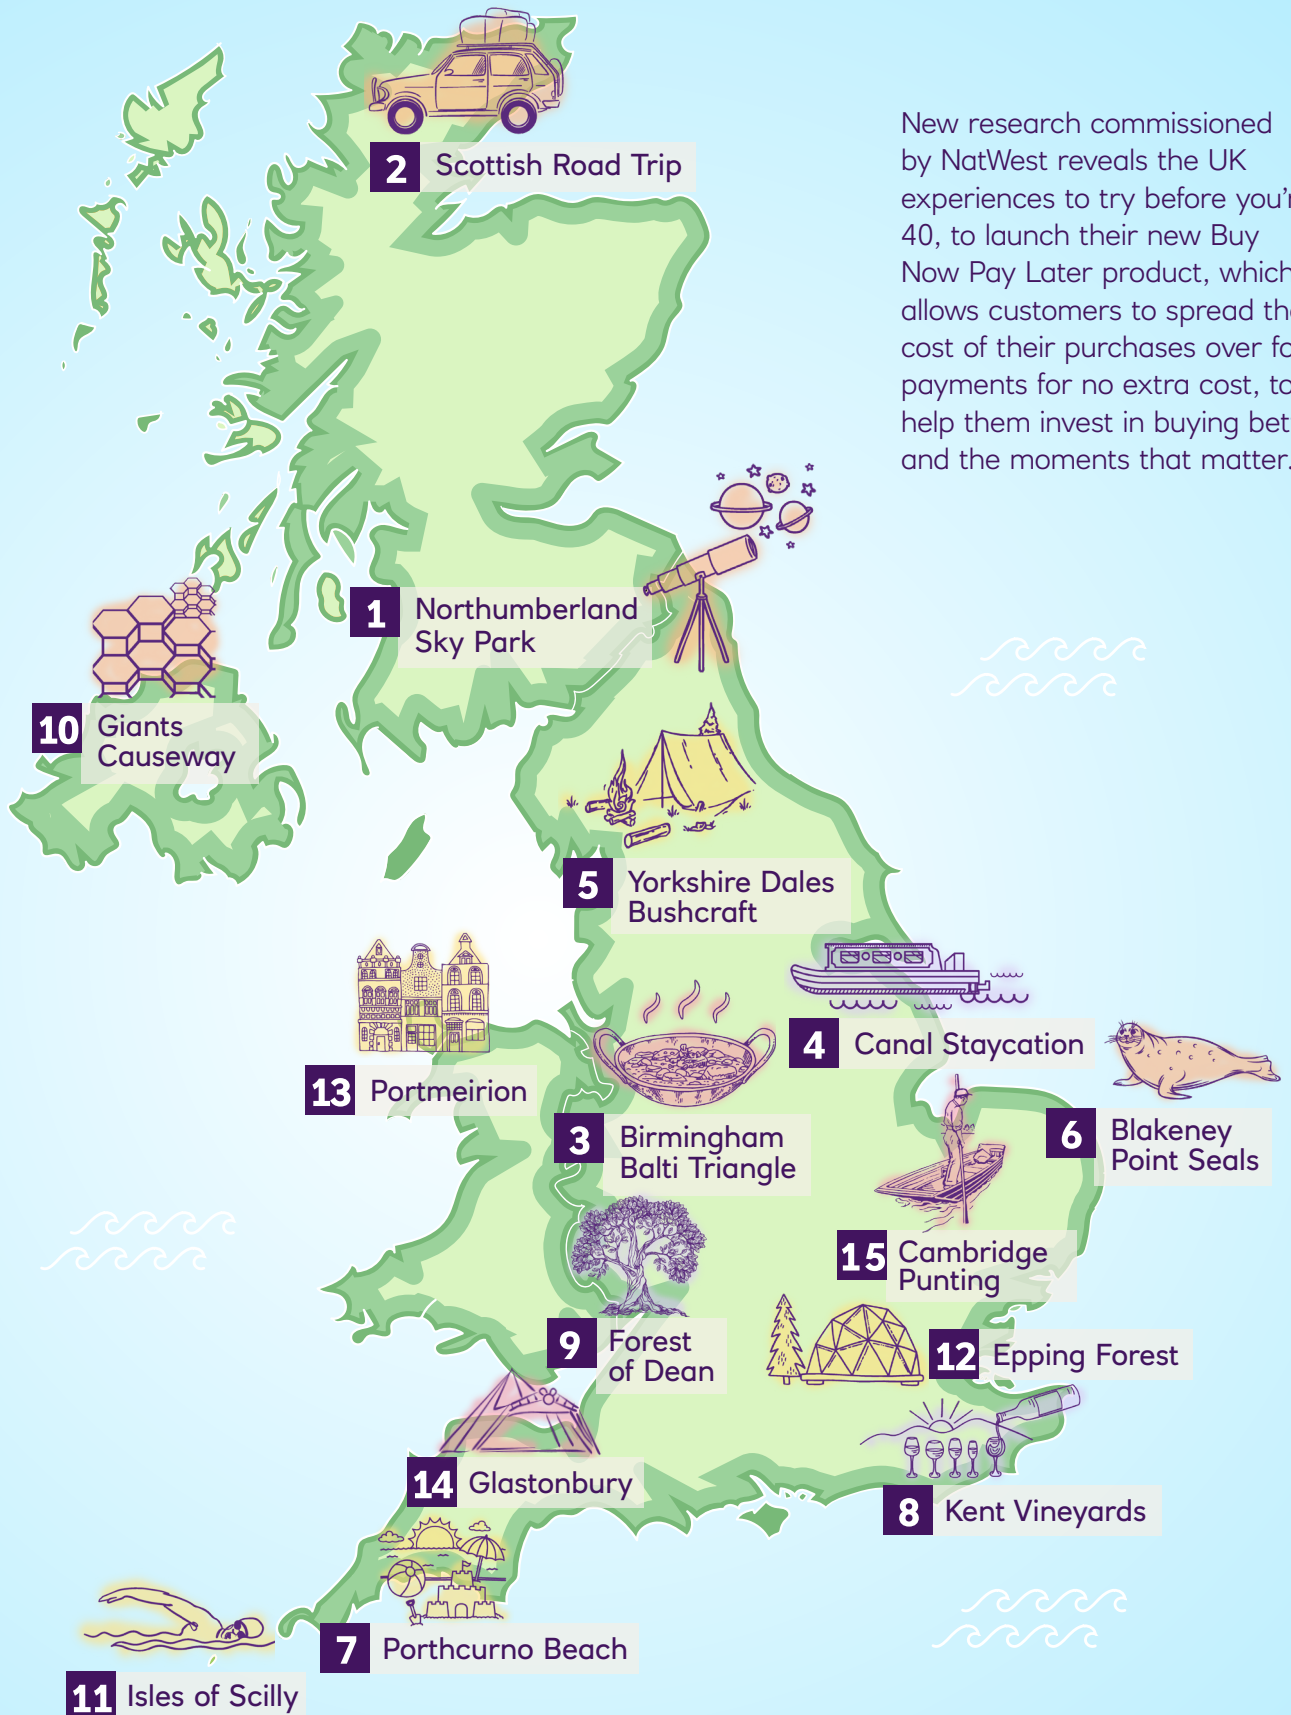 New research commissioned
by NatWest reveals the UK
experiences to try before you'r
40, to launch their new Buy
Now Pay Later product, which
allows customers to spread th
cost of their purchases over fo
payments for no extra cost, to
help them invest in buying bet
and the moments that matter.
2 Scottish Road Trip
1 Northumberland
Sky Park
10 Giants
Causeway
5 Yorkshire Dales
Bushcraft
4 Canal Staycation
13 Portmeirion
3 Birmingham
Balti Triangle
6 Blakeney
Point Seals
15 Cambridge
Punting
9 Forest
of Dean
12 Epping Forest
14 Glastonbury
8 Kent Vineyards
7 Porthcurno Beach
11 Isles of Scilly